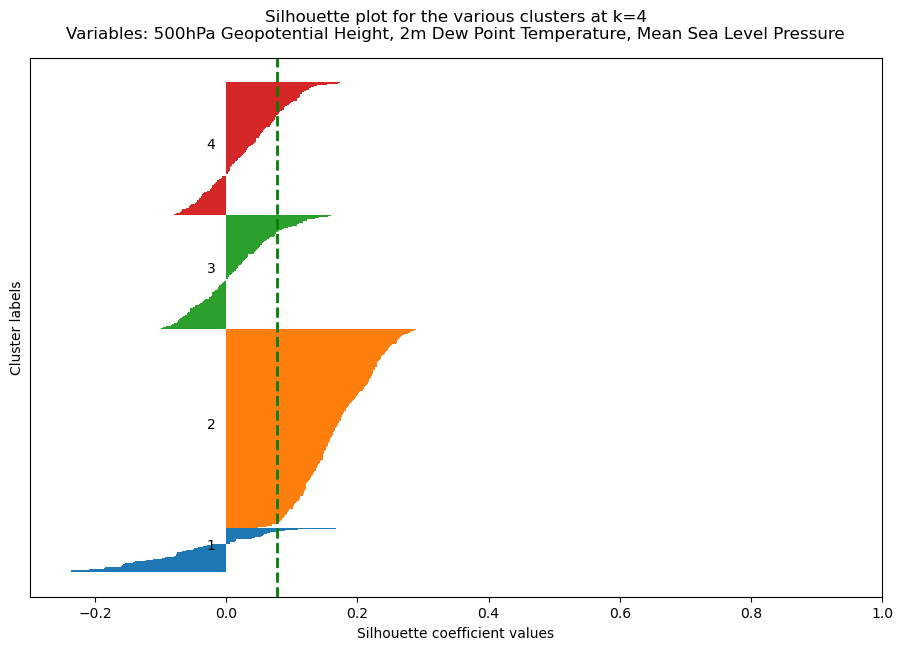 Silhouette plot for the various clusters at k=4
Variables: 500hPa Geopotential Height, 2m Dew Point Temperature, Mean Sea Level Pressure
Cluster labels
4
3
2
1
−0.2 0.0 0.2 0.4 0.6 0.8 1.0
Silhouette coefficient values